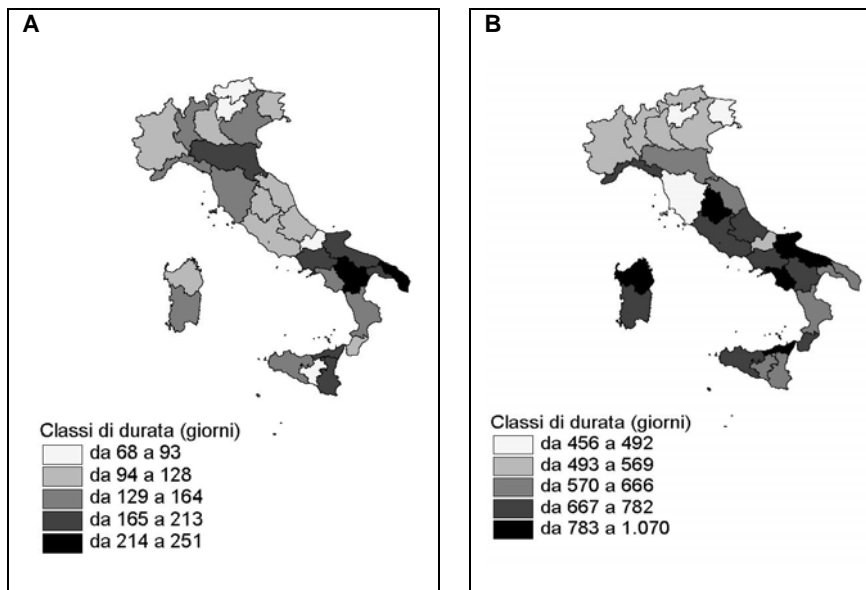 A
Classi di durata (giorni)
da 68 a 93
da 94 a 128
da 129 a 164
da 165 a 213
da 214 a 251
B
Classi di durata (giorni)
da 456 a 492
da 493 a 569
da 570 a 666
da 667 a 782
da 783 a 1.070